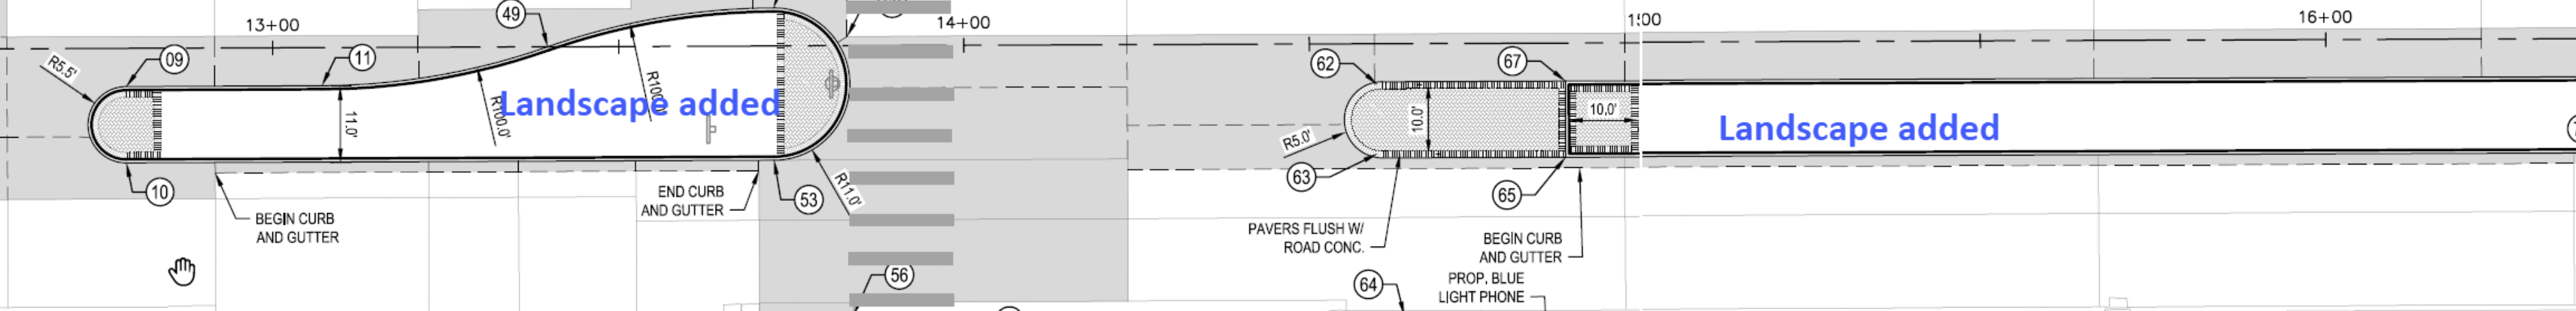 49
13+00
14+00
1:00
16+00
R5.5'
09
11
62
67
R100.0'
R100.0'
Landscape added
11.0'
10.0'
10.0'
Landscape added
R5.0'
10
63
65
53
R11.0'
END CURB
AND GUTTER
BEGIN CURB
AND GUTTER
PAVERS FLUSH W/
ROAD CONC.
BEGIN CURB
AND GUTTER
56
64
PROP. BLUE
LIGHT PHONE